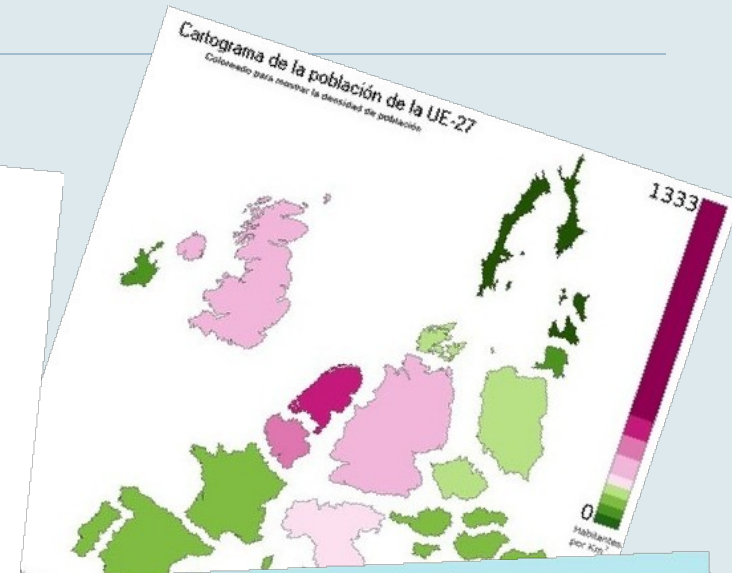 Cartograma de la población de la UE-27
Coloreado para mostrar la densidad de población
1333
0
Habitantes
por Km²